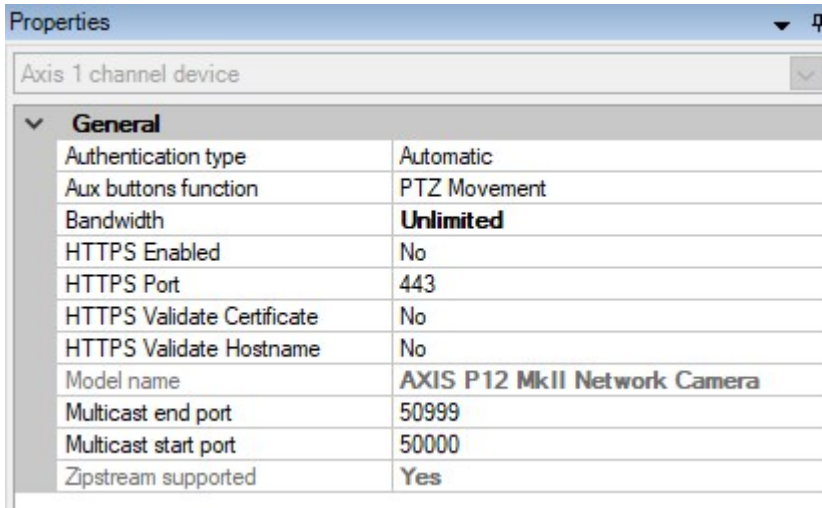 Properties
Axis 1 channel device
General
Authentication type Automatic
Aux buttons function PTZ Movement
Bandwidth Unlimited
HTTPS Enabled No
HTTPS Port 443
HTTPS Validate Certificate No
HTTPS Validate Hostname No
Model name AXIS P12 MkII Network Camera
Multicast end port 50999
Multicast start port 50000
Zipstream supported Yes